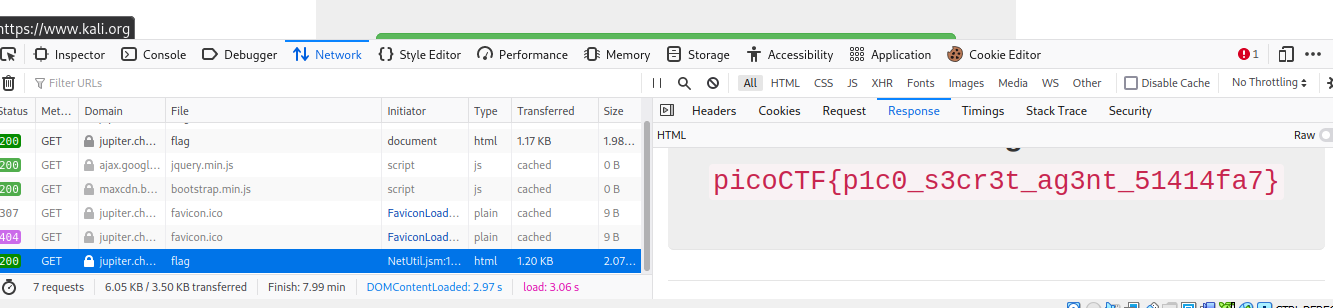 https://www.kali.org
Inspector Console Debugger Network Style Editor Performance Memory Storage Accessibility Application Cookie Editor 1
Filter URLs
All HTML CSS JS XHR Fonts Images Media WS Other Disable Cache No Throttling
Status Met... Domain File Initiator Type Transferred Size
Headers Cookies Request Response Timings Stack Trace Security
HTML Raw
200 GET jupiter.ch... flag document html 1.17 KB 1.98...
200 GET ajax.googl... jquery.min.js script js cached 0 B
200 GET maxcdn.b... bootstrap.min.js script js cached 0 B
307 GET jupiter.ch... favicon.ico FaviconLoad... plain cached 9 B
404 GET jupiter.ch... favicon.ico FaviconLoad... plain cached 9 B
200 GET jupiter.ch... flag NetUtil.jsm:1... html 1.20 KB 2.07...
picoCTF{p1c0_s3cr3t_ag3nt_51414fa7}
7 requests 6.05 KB / 3.50 KB transferred Finish: 7.99 min DOMContentLoaded: 2.97 s load: 3.06 s